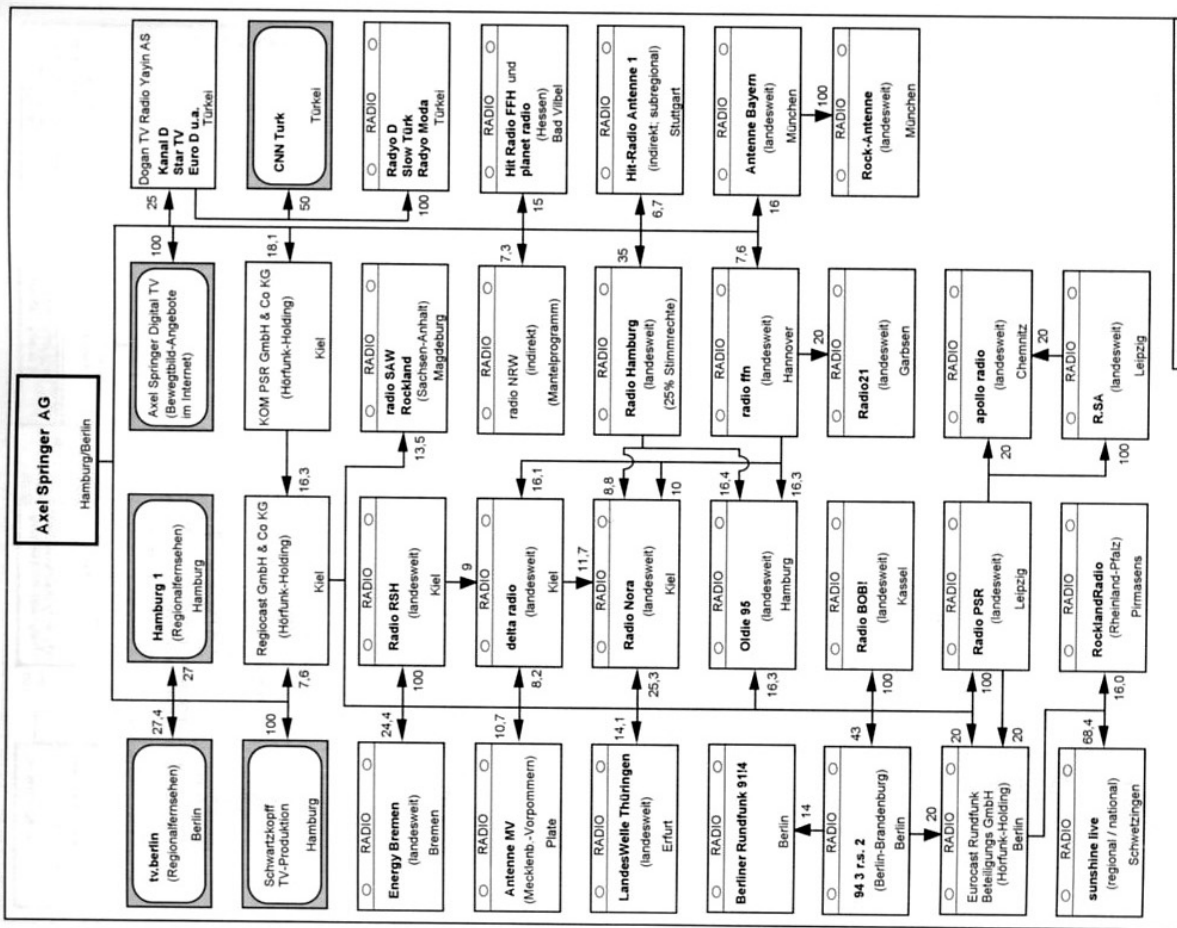 Axel Springer AG
Hamburg/Berlin
27,4
27
100
25
tv.berlin
(Regionalfernsehen)
Berlin
Hamburg 1
(Regionalfernsehen)
Hamburg
Axel Springer Digital TV
(Bewegtbild-Angebote
im Internet)
Dogan TV Radio Yayin AS
Kanal D
Star TV
Euro D u.a.
Türkei
100
7,6
18,1
50
Schwartzkopff
TV-Produktion
Hamburg
Regiocast GmbH & Co KG
(Hörfunk-Holding)
Kiel
16,3
KOM PSR GmbH & Co KG
(Hörfunk-Holding)
Kiel
CNN Turk
Türkei
24,4
100
13,5
100
RADIO
Energy Bremen
(landesweit)
Bremen
RADIO
Radio RSH
(landesweit)
Kiel
RADIO
radio SAW
Rockland
(Sachsen-Anhalt)
Magdeburg
RADIO
Radyo D
Slow Türk
Radyo Moda
Türkei
10,7
8,2
9
16,1
7,3
15
RADIO
Antenne MV
(Mecklenb.-Vorpommern)
Plate
RADIO
delta radio
(landesweit)
Kiel
RADIO
radio NRW
(indirekt)
(Mantelprogramm)
RADIO
Hit Radio FFH und
planet radio
(Hessen)
Bad Vilbel
14,1
25,3
11,7
8,8
10
35
6,7
RADIO
LandesWelle Thüringen
(landesweit)
Erfurt
RADIO
Radio Nora
(landesweit)
Kiel
RADIO
Radio Hamburg
(landesweit)
(25% Stimmrechte)
RADIO
Hit-Radio Antenne 1
(indirekt; subregional)
Stuttgart
16,3
16,4
16,3
7,6
16
RADIO
Berliner Rundfunk 91!4
Berlin
RADIO
Oldie 95
(landesweit)
Hamburg
RADIO
radio ffn
(landesweit)
Hannover
RADIO
Antenne Bayern
(landesweit)
München
14
43
100
20
100
RADIO
94 3 r.s. 2
(Berlin-Brandenburg)
Berlin
RADIO
Radio BOB!
(landesweit)
Kassel
RADIO
Radio21
(landesweit)
Garbsen
RADIO
Rock-Antenne
(landesweit)
München
20
20
100
20
RADIO
Eurocast Rundfunk
Beteiligungs GmbH
(Hörfunk-Holding)
Berlin
20
RADIO
Radio PSR
(landesweit)
Leipzig
RADIO
apollo radio
(landesweit)
Chemnitz
68,4
16,0
100
20
RADIO
sunshine live
(regional / national)
Schwetzingen
RADIO
RocklandRadio
(Rheinland-Pfalz)
Pirmasens
RADIO
R.SA
(landesweit)
Leipzig